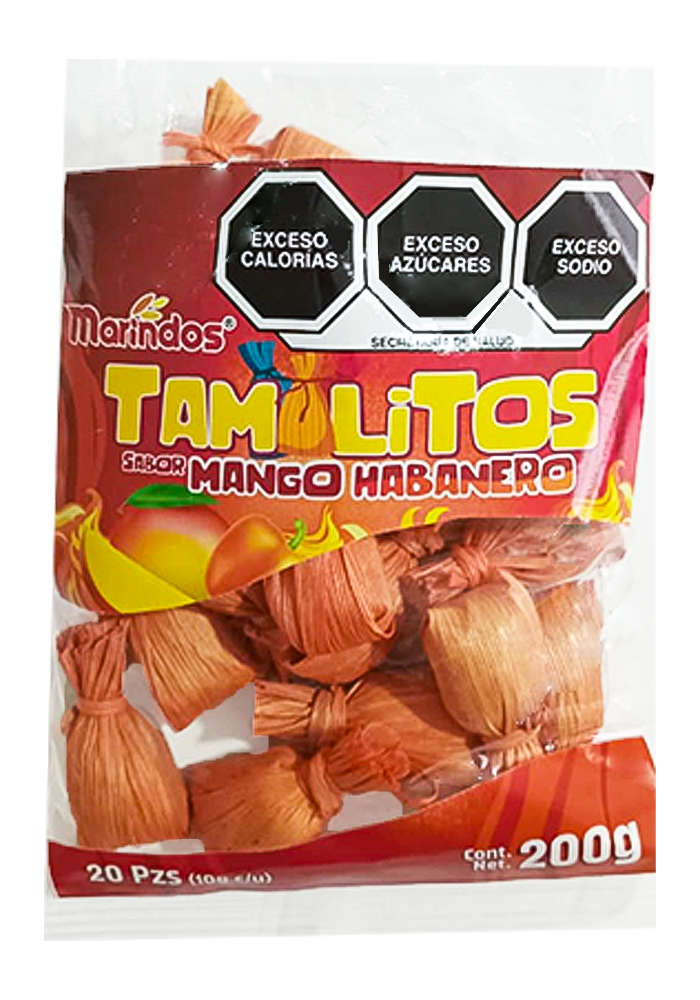 EXCESO
CALORÍAS
EXCESO
AZÚCARES
EXCESO
SODIO
SECRETARÍA DE SALUD
Marindos®
TAMALITOS
SABOR MANGO HABANERO
20 Pzs (10g c/u)
Cont.
Net. 200g